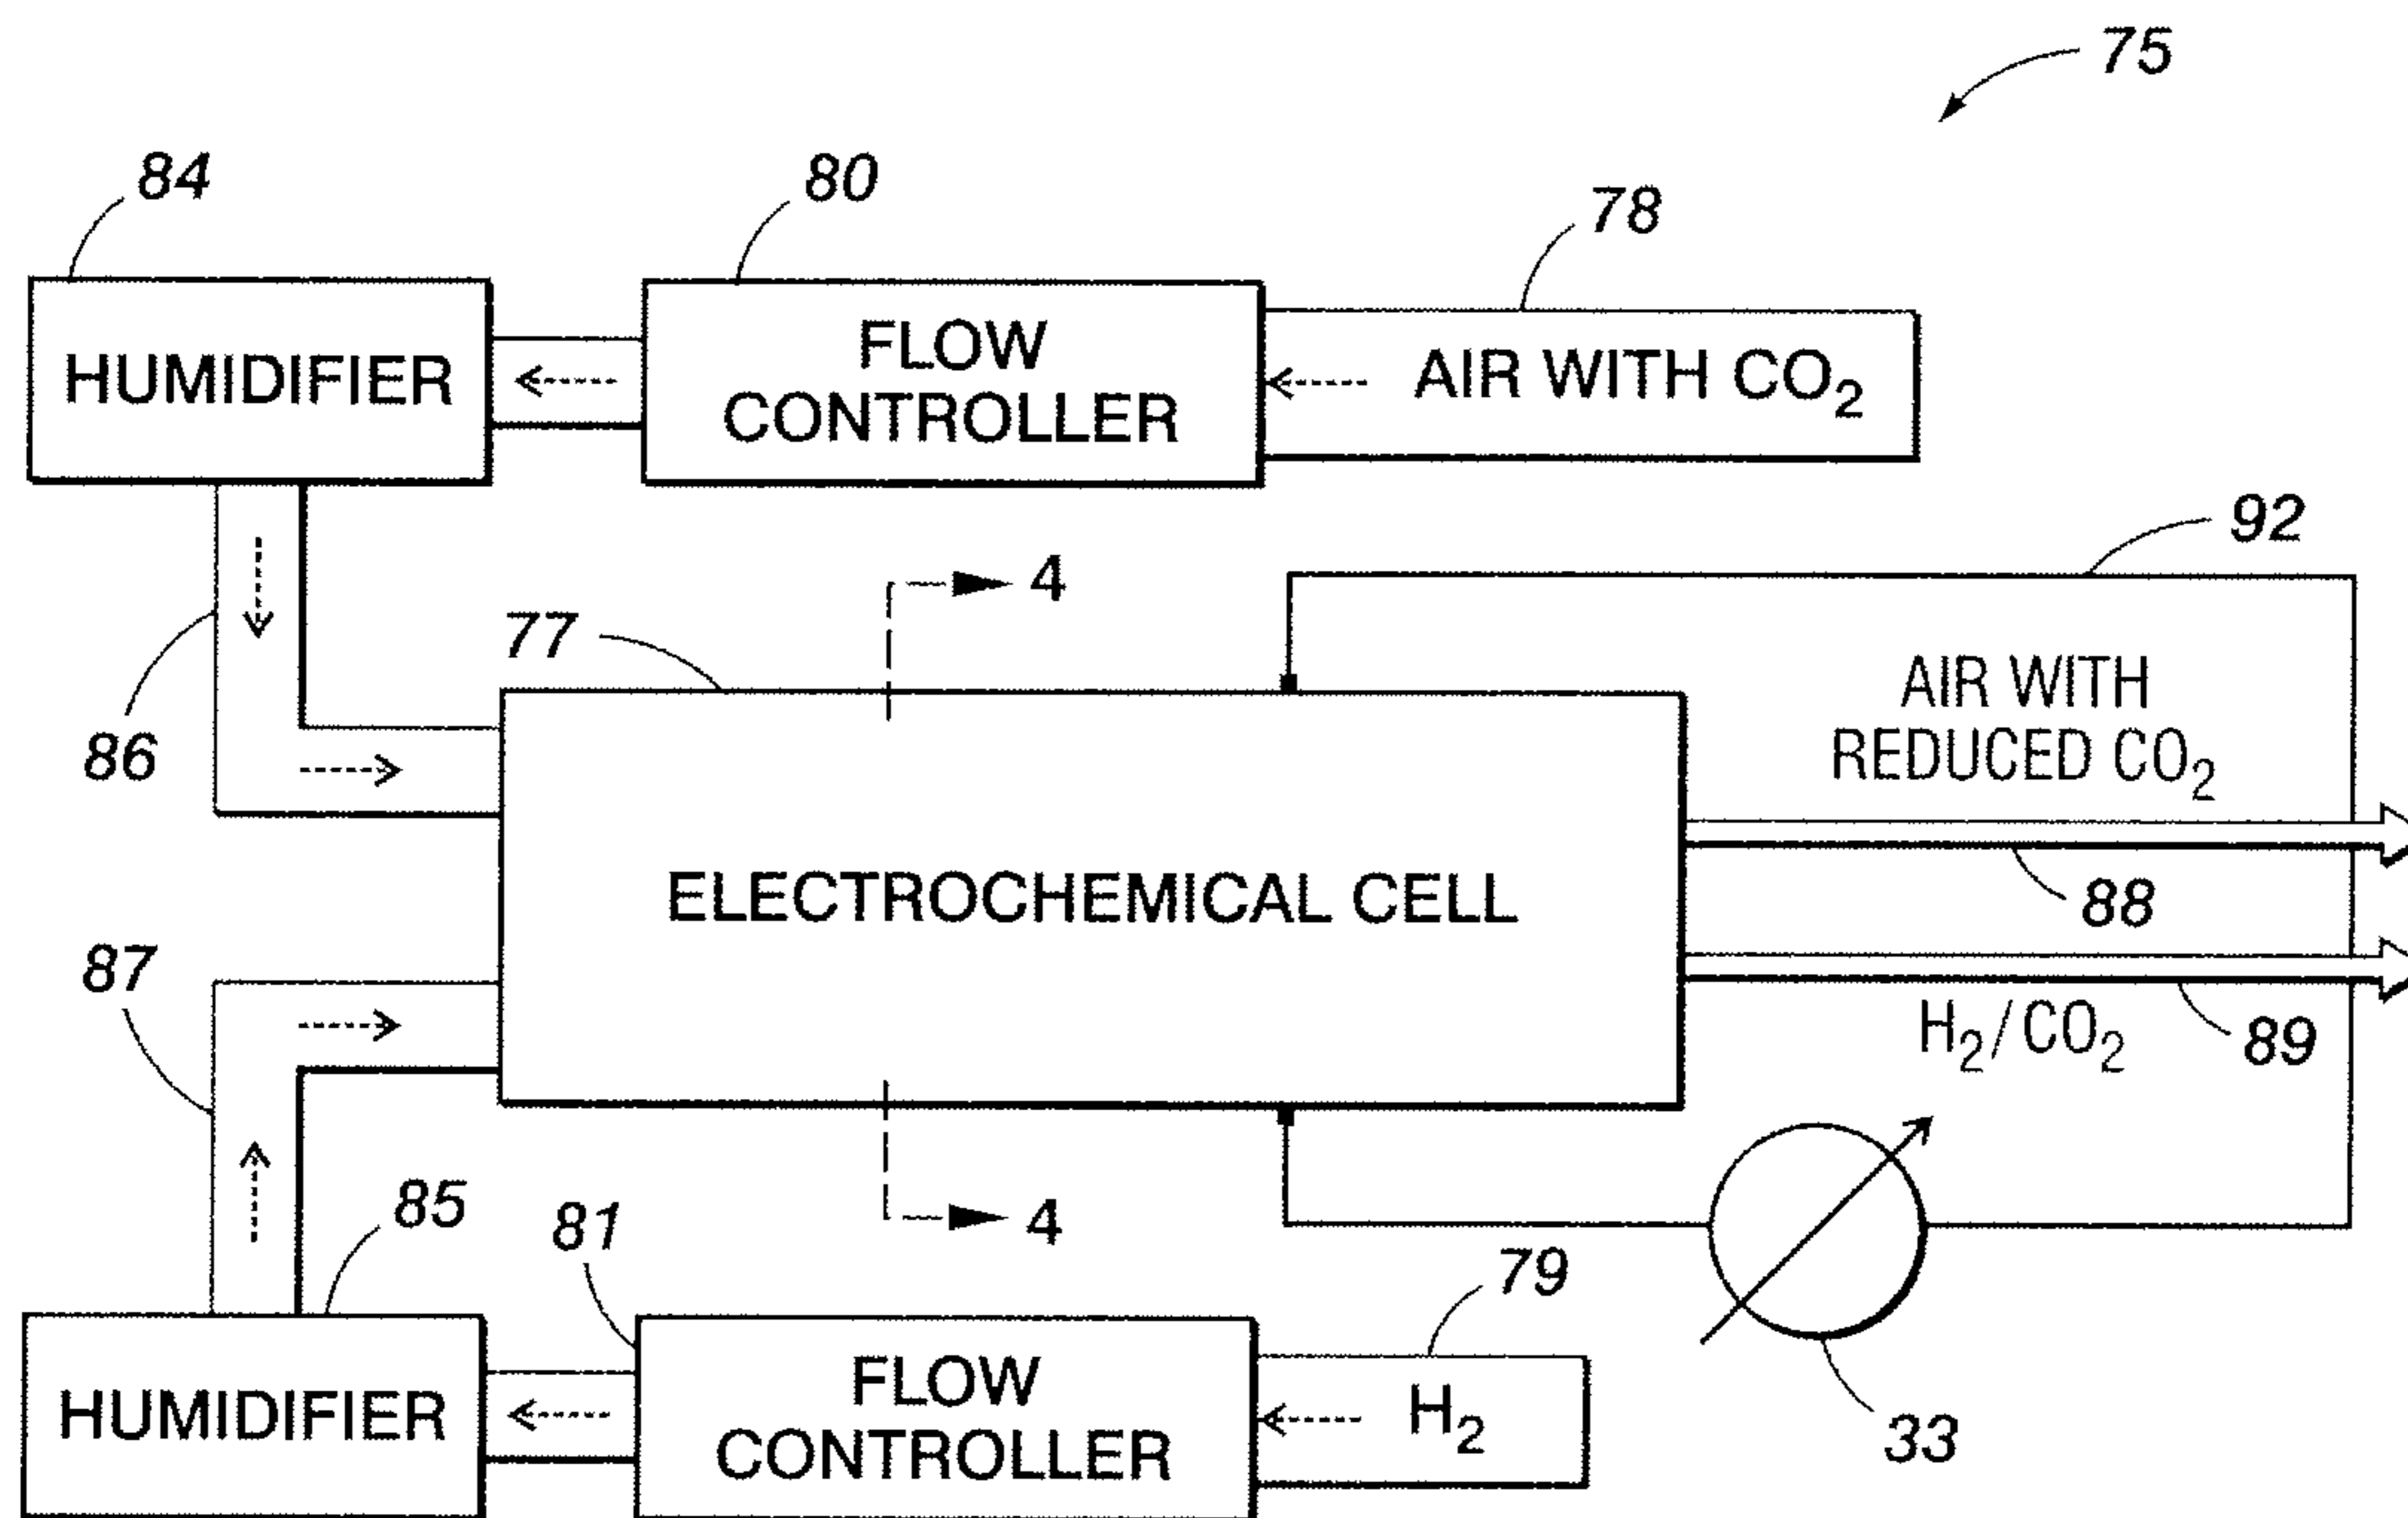 75
84
80
78
HUMIDIFIER
FLOW
CONTROLLER
AIR WITH CO₂
92
4
77
86
AIR WITH
REDUCED CO₂
ELECTROCHEMICAL CELL
88
87
H₂/CO₂
89
85
81
4
79
33
HUMIDIFIER
FLOW
CONTROLLER
H₂